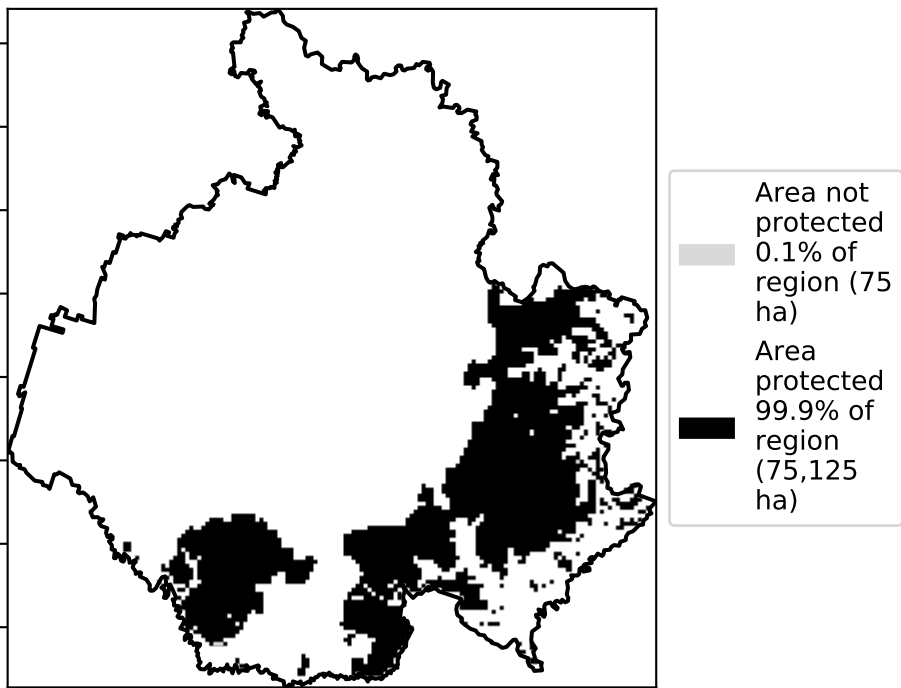 Area not
protected
0.1% of
region (75
ha)
Area
protected
99.9% of
region
(75,125
ha)